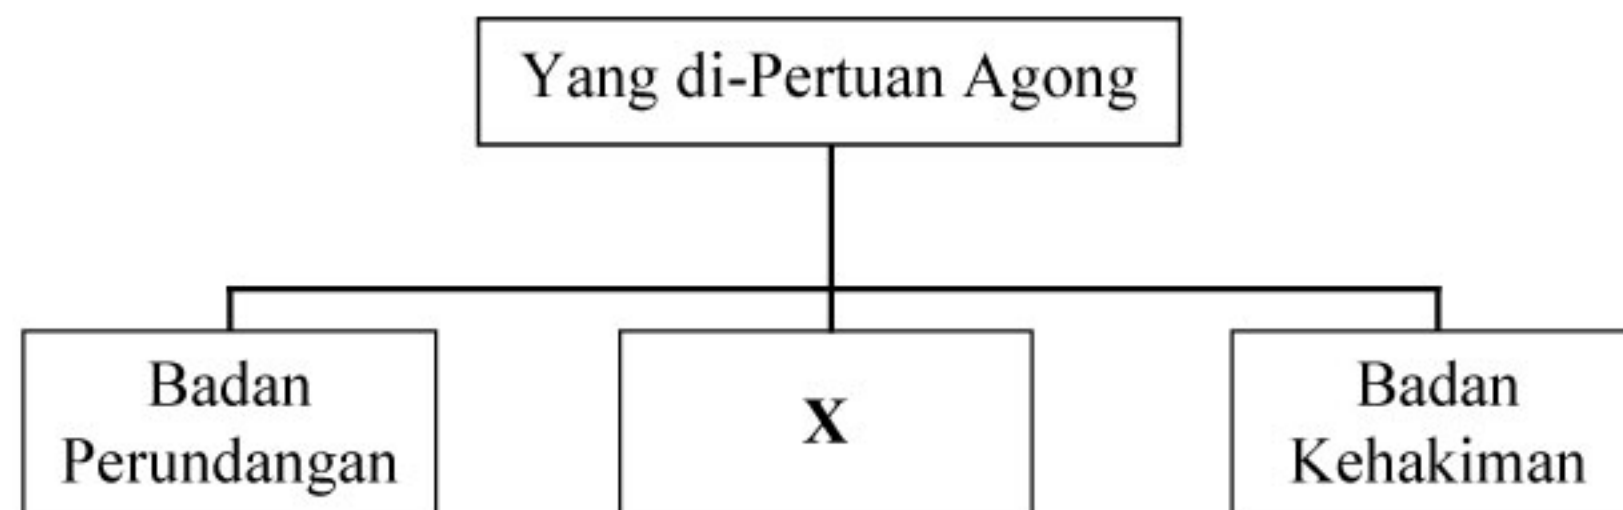 Yang di-Pertuan Agong
Badan
Perundangan
X
Badan
Kehakiman